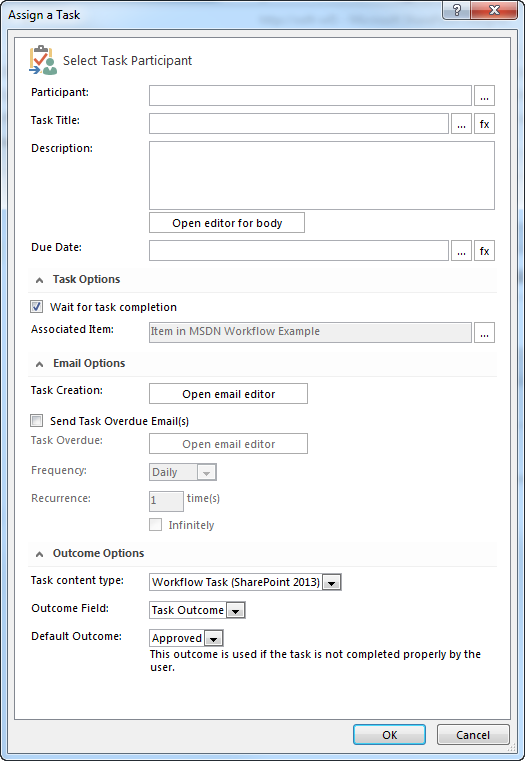 Assign a Task
?
Select Task Participant
Participant:
...
Task Title:
... fx
Description:
Open editor for body
Due Date:
... fx
Task Options
Wait for task completion
Associated Item: Item in MSDN Workflow Example ...
Email Options
Task Creation: Open email editor
Send Task Overdue Email(s)
Task Overdue: Open email editor
Frequency: Daily
Recurrence: 1 time(s)
Infinitely
Outcome Options
Task content type: Workflow Task (SharePoint 2013)
Outcome Field: Task Outcome
Default Outcome: Approved
This outcome is used if the task is not completed properly by the
user.
OK Cancel